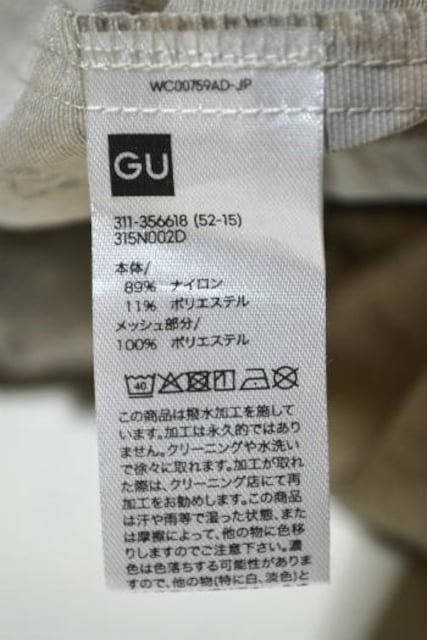 WC00759AD-JP
GU
311-356618 (52-15)
315N002D
本体/
89% ナイロン
11% ポリエステル
メッシュ部分/
100% ポリエステル
40
この商品は撥水加工を施して
います。加工は永久的ではあり
ません。クリーニングや水洗い
で徐々に取れます。加工が取れ
た際は、クリーニング店にて再
加工をお勧めします。この商品
は汗や雨等で湿った状態、また
は摩擦によって、他の物に色移
りしますのでご注意下さい。濃
色は色落ちする可能性がありま
すので、他の物(特に白、淡色)と